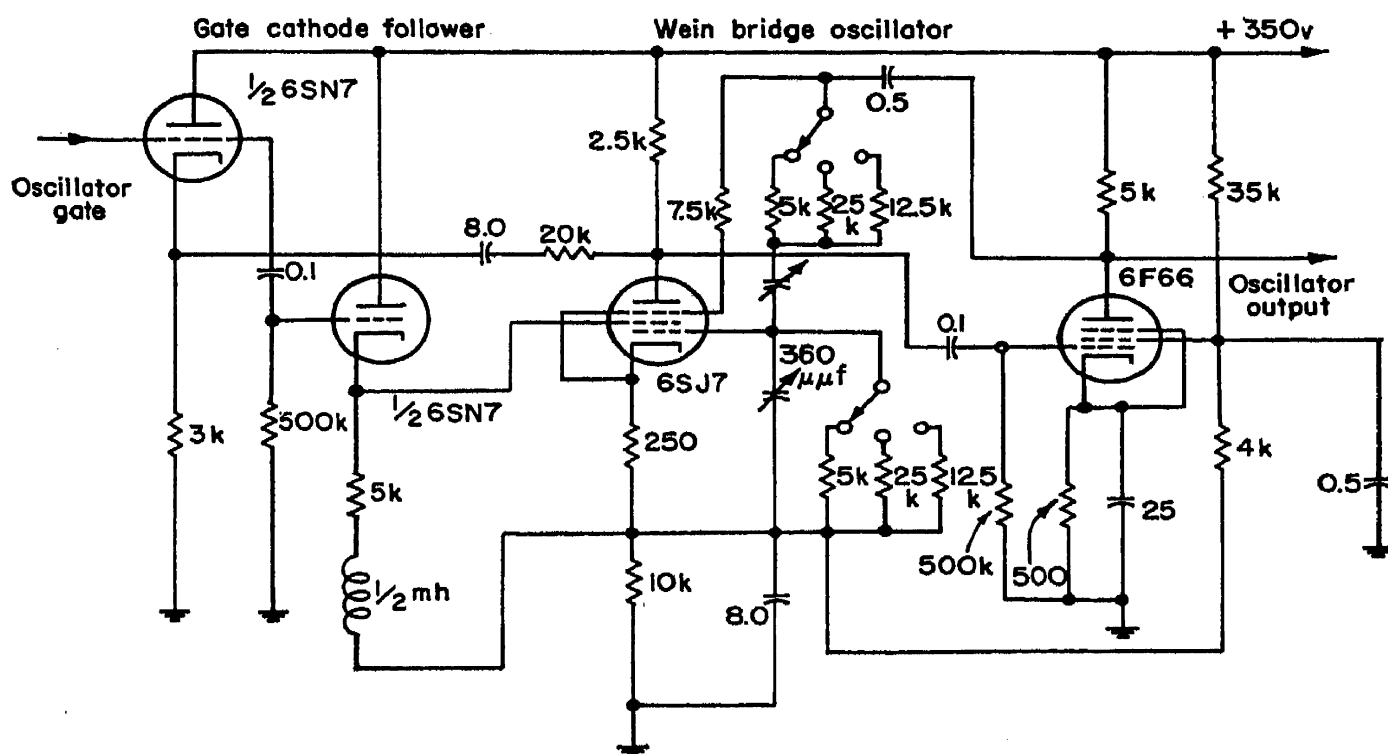 Gate cathode follower
Wein bridge oscillator
+ 350v
1/2 6SN7
0.5
2.5k
Oscillator
gate
7.5k
5k
25
k
12.5k
5k
35k
8.0
20k
0.1
6F6G
Oscillator
output
0.1
360
μμf
6SJ7
1/2 6SN7
3k
500k
250
4k
5k
5k
25
k
12.5
k
25
0.5
500k
500
1/2 mh
10k
8.0